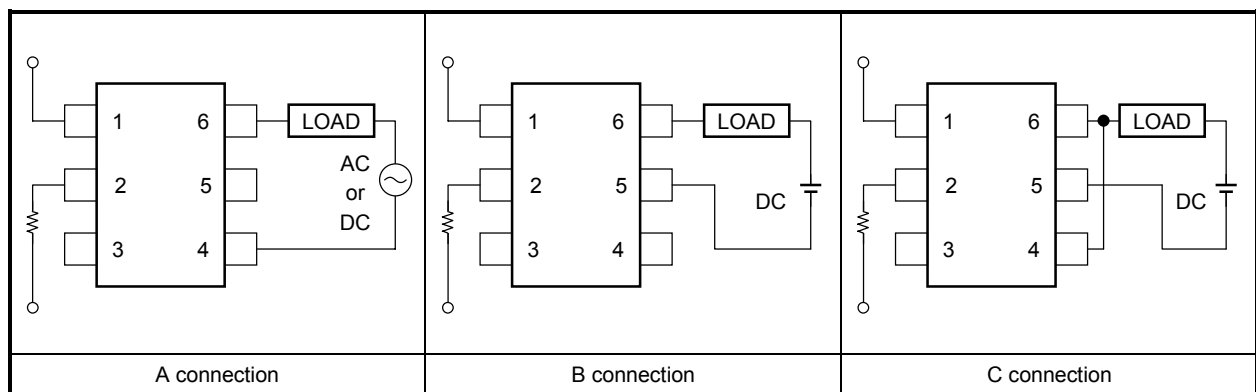 1 6 LOAD
2 5 AC
or
DC
3 4
A connection
1 6 LOAD
2 5 DC
3 4
B connection
1 6 LOAD
2 5 DC
3 4
C connection